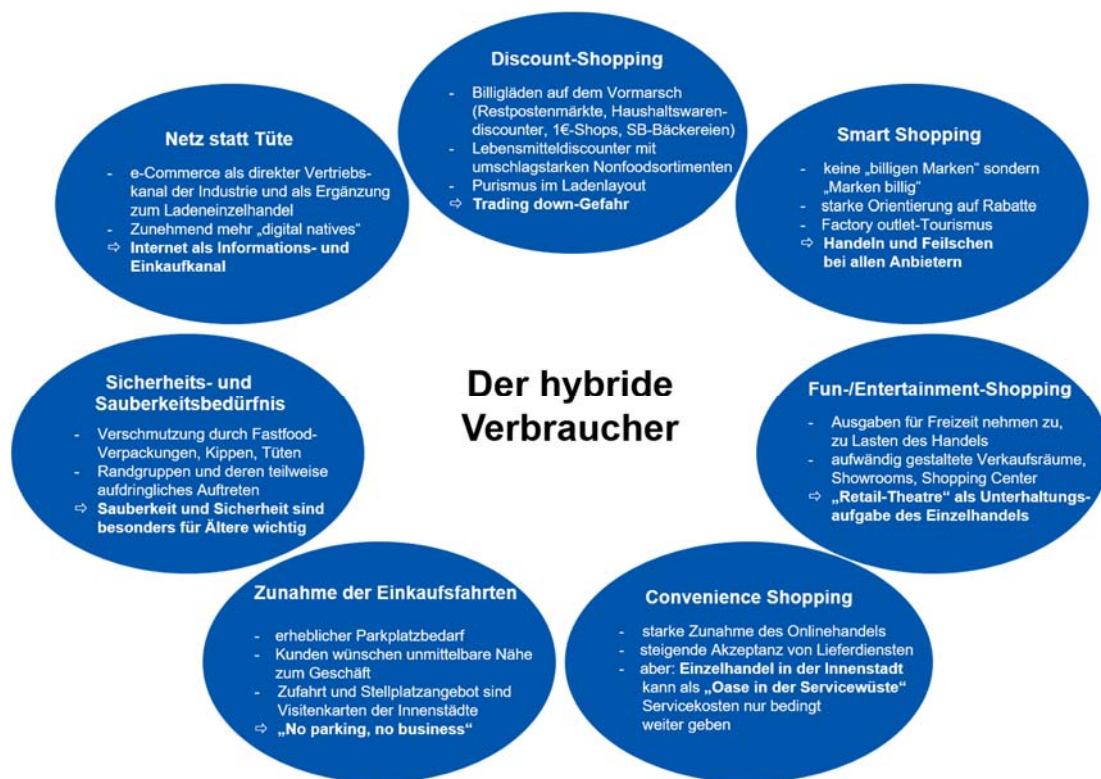 Discount-Shopping
- Billigläden auf dem Vormarsch
(Restpostenmärkte, Haushaltswaren-
discounter, 1€-Shops, SB-Bäckereien)
- Lebensmitteldiscounter mit
umschlagstarken Nonfoodsortimenten
- Purismus im Ladenlayout
⇨ Trading down-Gefahr
Smart Shopping
- keine „billigen Marken" sondern
„Marken billig"
- starke Orientierung auf Rabatte
- Factory outlet-Tourismus
⇨ Handeln und Feilschen
bei allen Anbietern
Fun-/Entertainment-Shopping
- Ausgaben für Freizeit nehmen zu,
zu Lasten des Handels
- aufwändig gestaltete Verkaufsräume,
Showrooms, Shopping Center
⇨ „Retail-Theatre" als Unterhaltungs-
aufgabe des Einzelhandels
Convenience Shopping
- starke Zunahme des Onlinehandels
- steigende Akzeptanz von Lieferdiensten
- aber: Einzelhandel in der Innenstadt
kann als „Oase in der Servicewüste"
Servicekosten nur bedingt
weiter geben
Zunahme der Einkaufsfahrten
- erheblicher Parkplatzbedarf
- Kunden wünschen unmittelbare Nähe
zum Geschäft
- Zufahrt und Stellplatzangebot sind
Visitenkarten der Innenstädte
⇨ „No parking, no business"
Sicherheits- und
Sauberkeitsbedürfnis
- Verschmutzung durch Fastfood-
Verpackungen, Kippen, Tüten
- Randgruppen und deren teilweise
aufdringliches Auftreten
⇨ Sauberkeit und Sicherheit sind
besonders für Ältere wichtig
Netz statt Tüte
- e-Commerce als direkter Vertriebs-
kanal der Industrie und als Ergänzung
zum Ladeneinzelhandel
- Zunehmend mehr „digital natives"
⇨ Internet als Informations- und
Einkaufkanal
Der hybride
Verbraucher